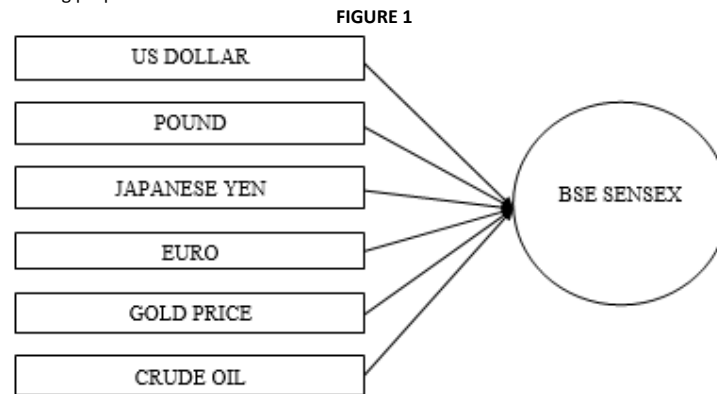 FIGURE 1
US DOLLAR
POUND
JAPANESE YEN
EURO
GOLD PRICE
CRUDE OIL
BSE SENSEX